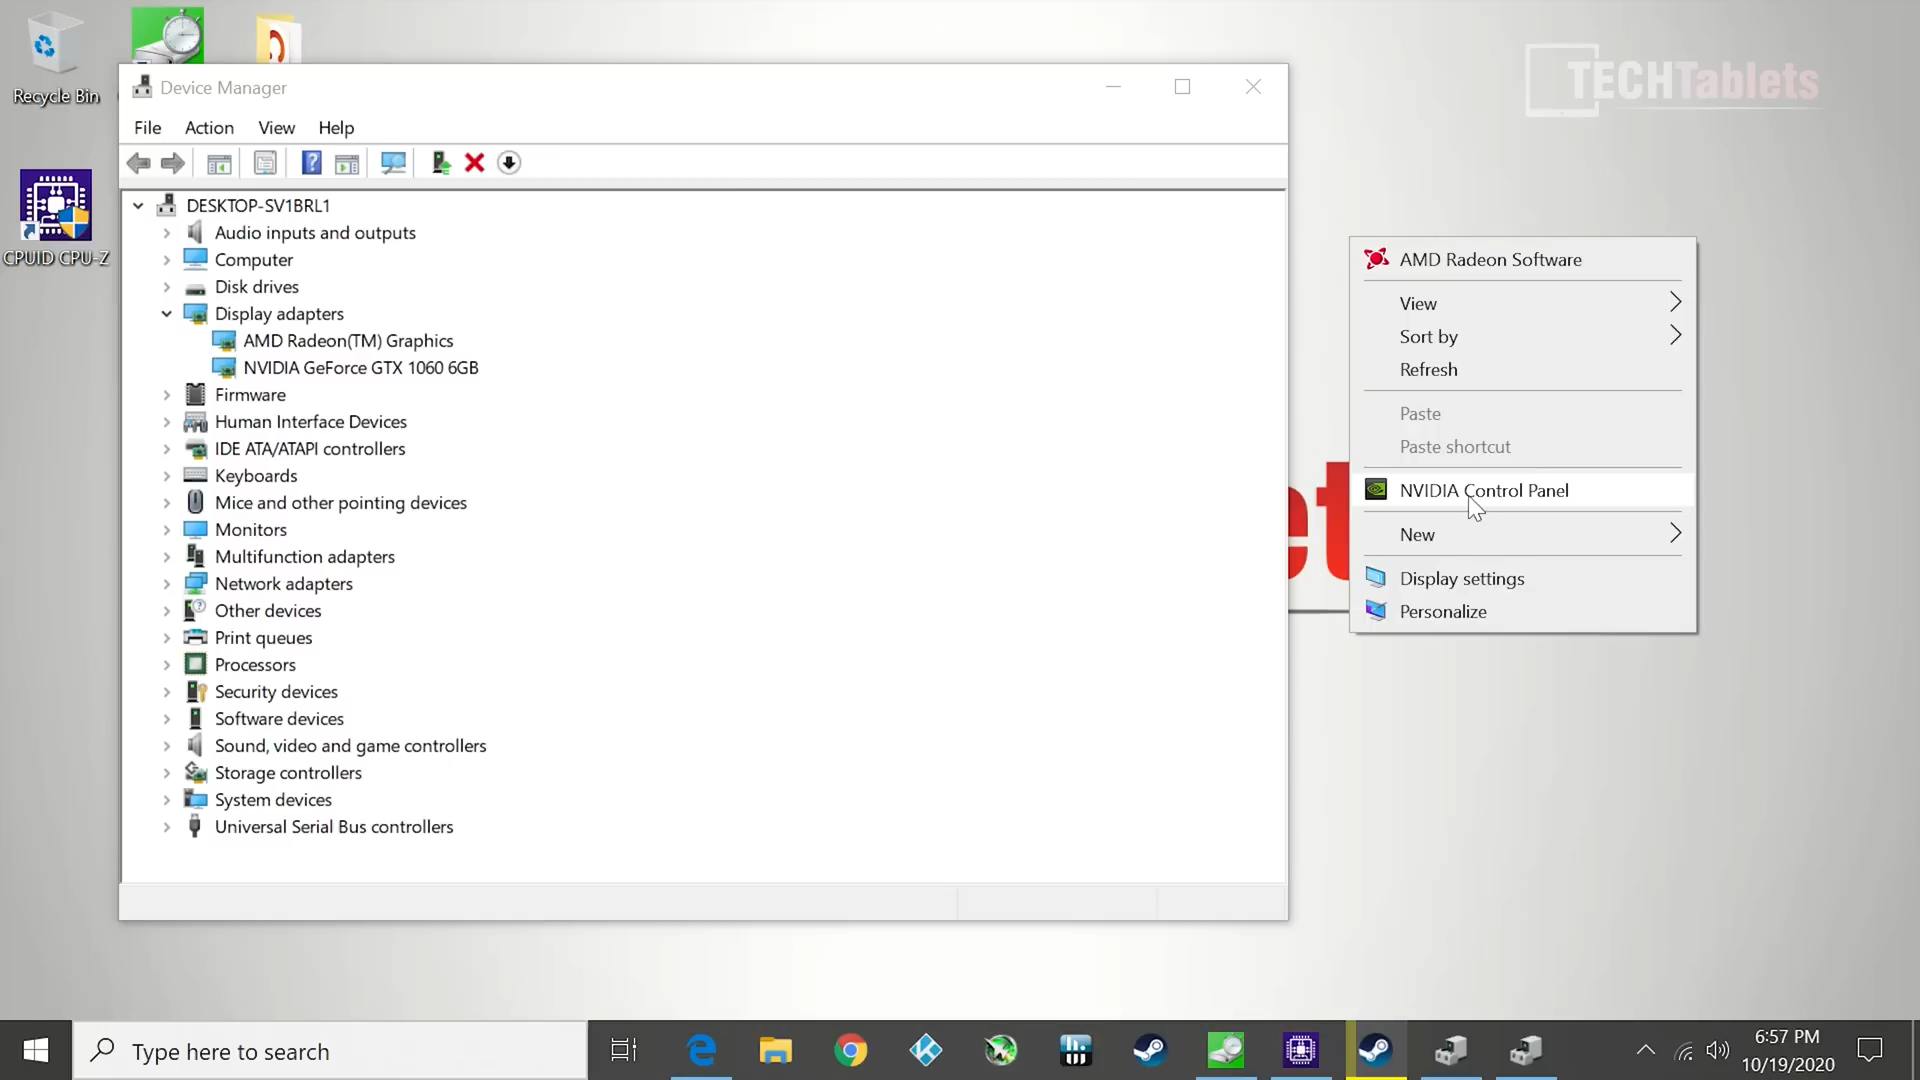 Recycle Bin
CPUID CPU-Z
Device Manager
File Action View Help
DESKTOP-SV1BRL1
Audio inputs and outputs
Computer
Disk drives
Display adapters
AMD Radeon(TM) Graphics
NVIDIA GeForce GTX 1060 6GB
Firmware
Human Interface Devices
IDE ATA/ATAPI controllers
Keyboards
Mice and other pointing devices
Monitors
Multifunction adapters
Network adapters
Other devices
Print queues
Processors
Security devices
Software devices
Sound, video and game controllers
Storage controllers
System devices
Universal Serial Bus controllers
TECHTablets
et
AMD Radeon Software
View
Sort by
Refresh
Paste
Paste shortcut
NVIDIA Control Panel
New
Display settings
Personalize
Type here to search
6:57 PM
10/19/2020